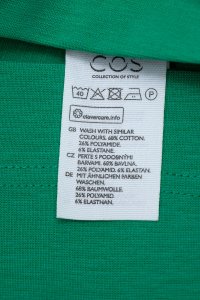 COS
COLLECTION OF STYLE
40 P
clevercare.info
GB WASH WITH SIMILAR
COLOURS. 68% COTTON.
26% POLYAMIDE.
6% ELASTANE.
CZ PERTE S PODOBNÝMI
BARVAMI. 68% BAVLNA.
26% POLYAMID. 6% ELASTAN.
DE MIT ÄHNLICHEN FARBEN
WASCHEN.
68% BAUMWOLLE.
26% POLYAMID.
6% ELASTHAN.